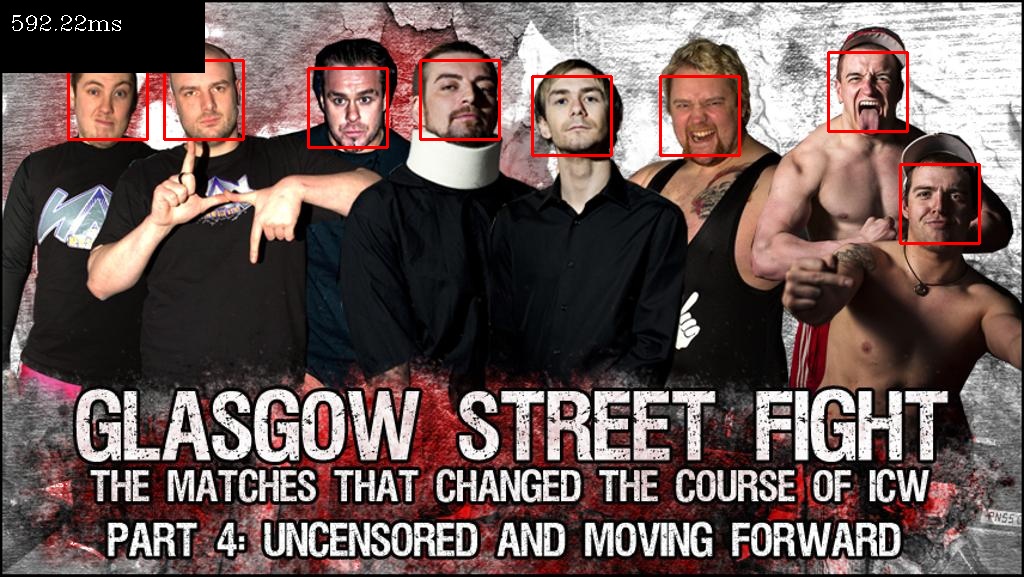 592.22ms
GLASGOW STREET FIGHT
THE MATCHES THAT CHANGED THE COURSE OF ICW
PART 4: UNCENSORED AND MOVING FORWARD